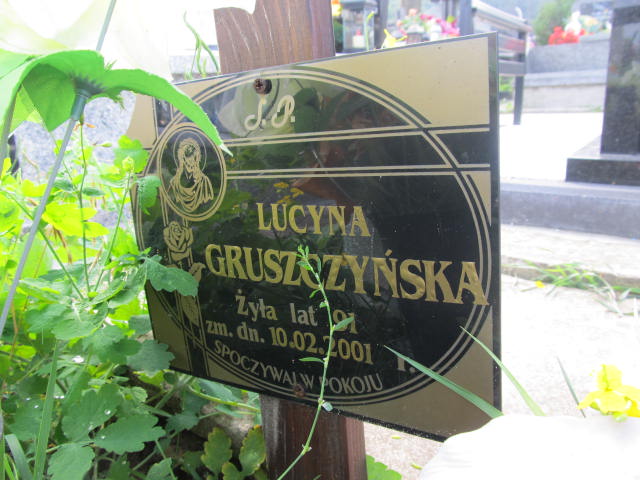 Ś.P.
LUCYNA
GRUSZCZYŃSKA
Żyła lat 91
zm. dn. 10.02.2001 r.
SPOCZYWAJ W POKOJU